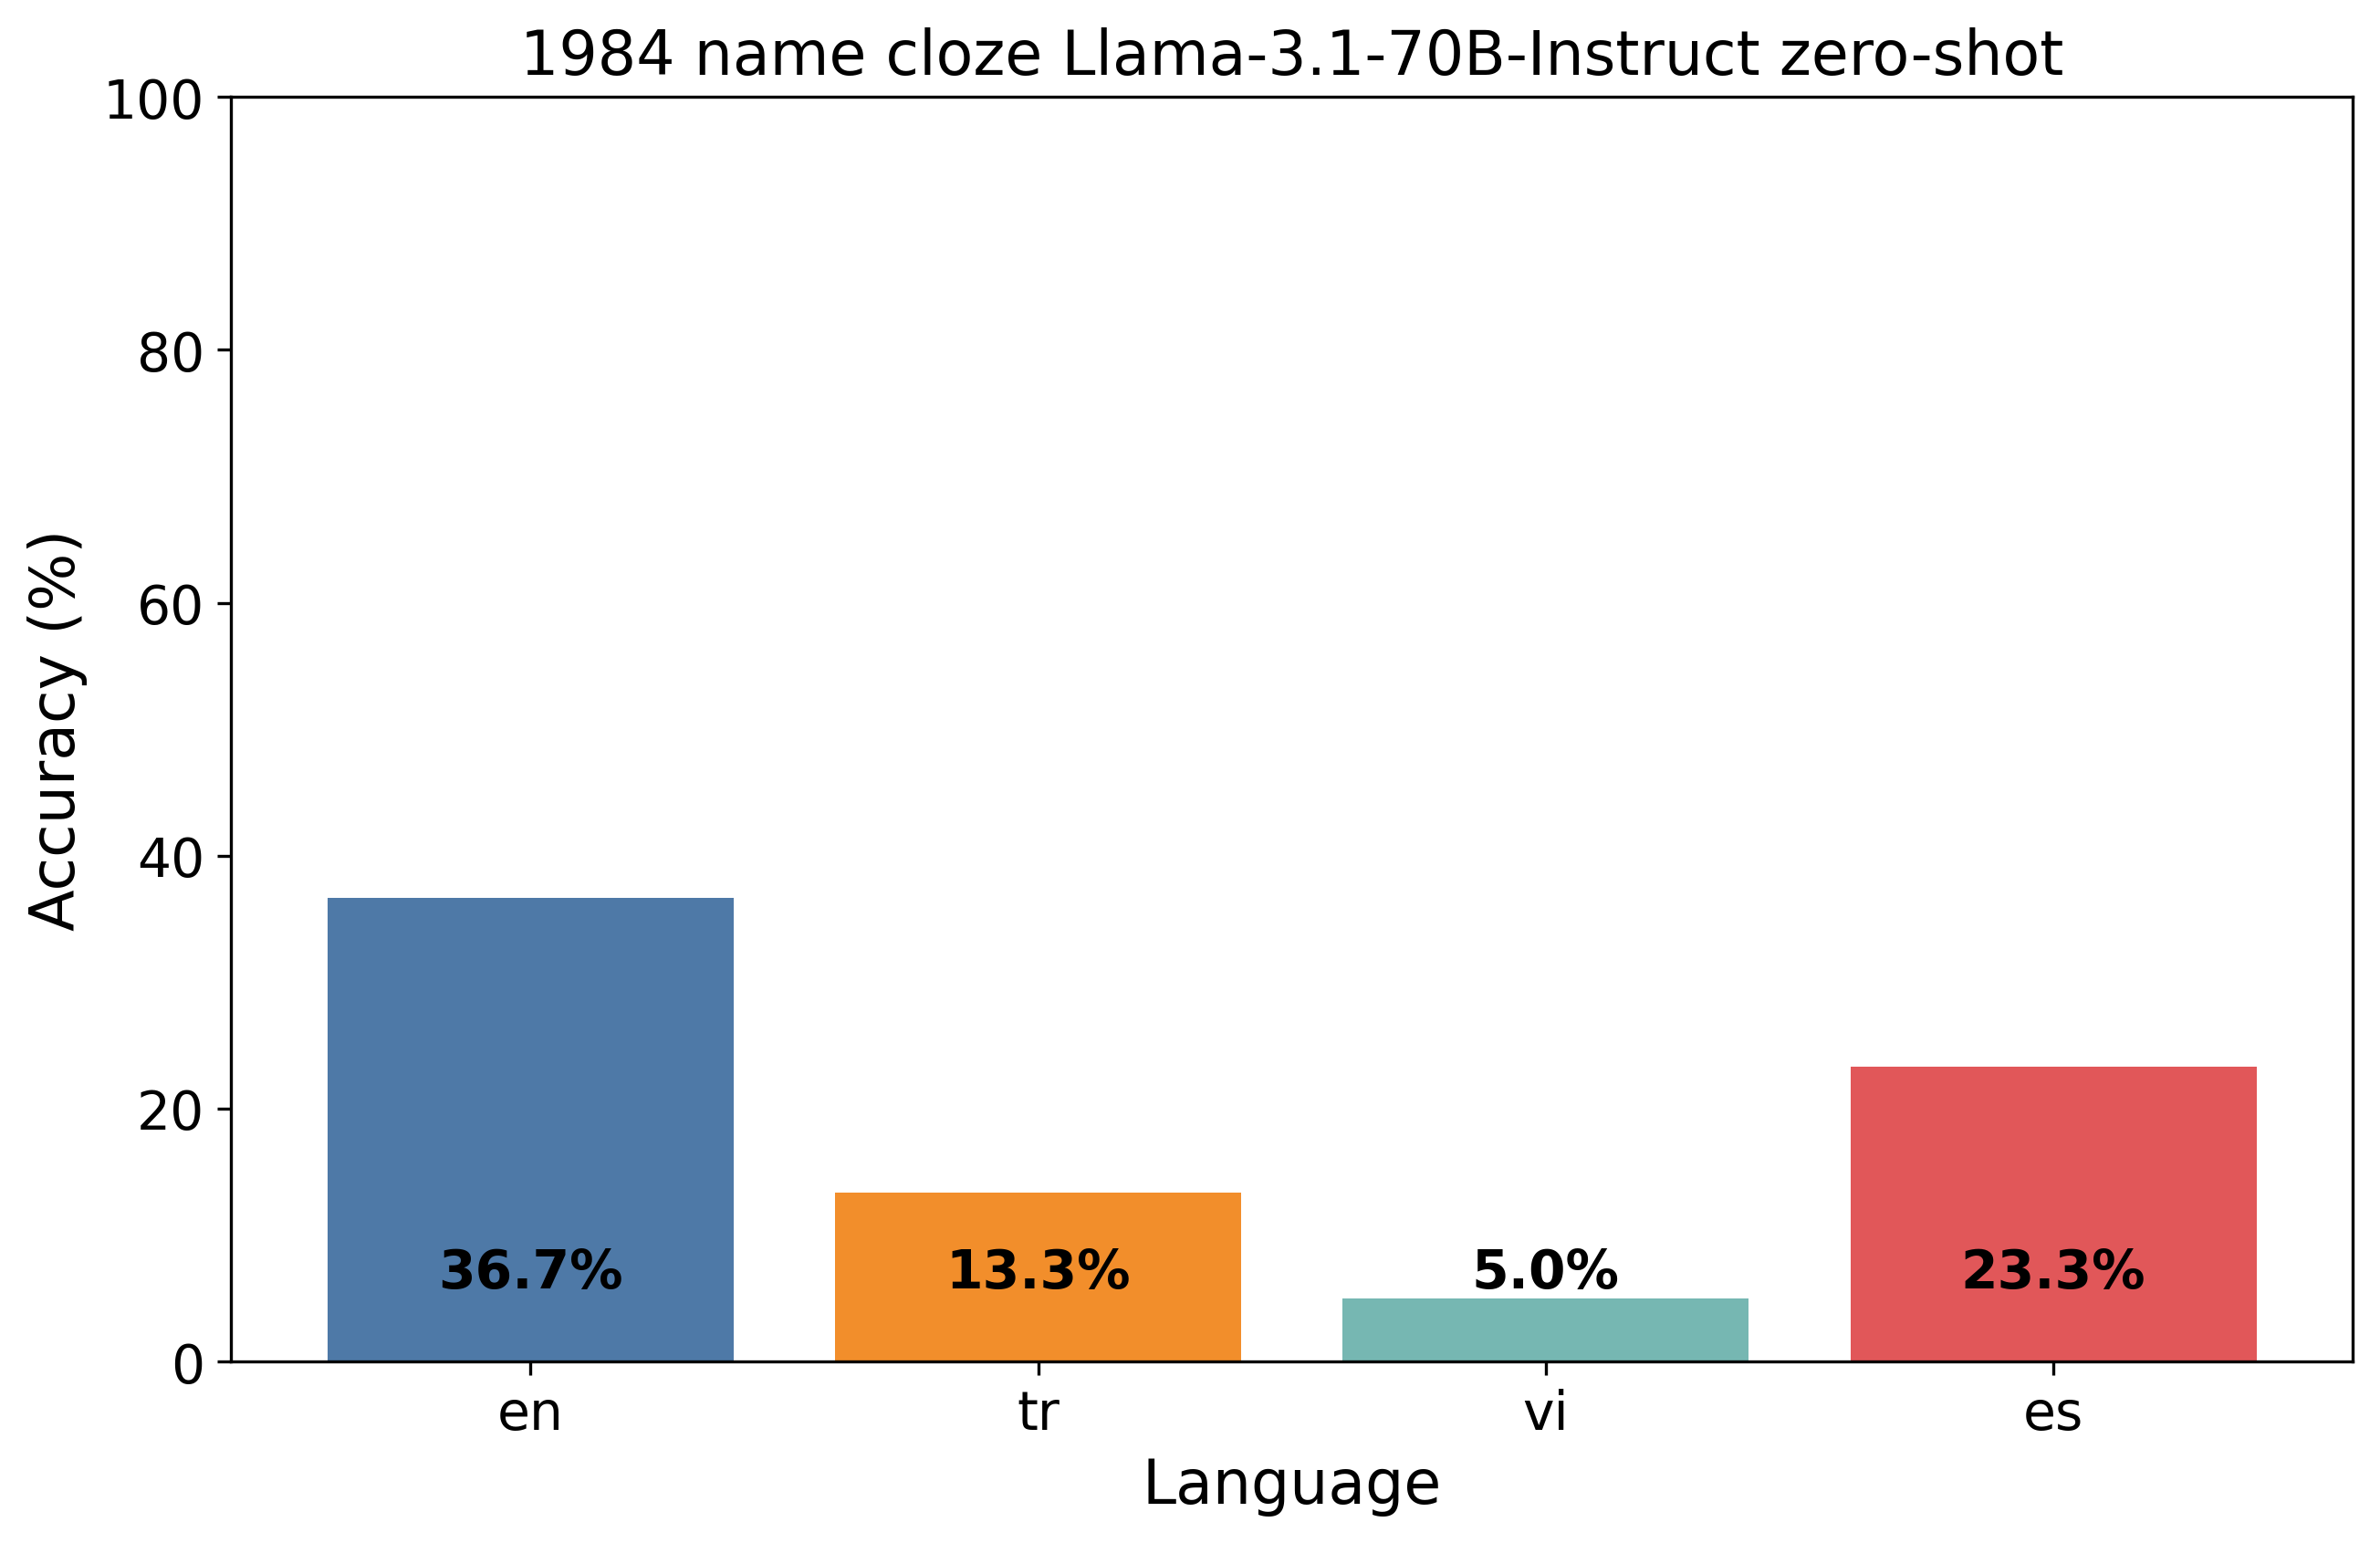 1984 name cloze Llama-3.1-70B-Instruct zero-shot
100
80
60
40
20
0
Accuracy (%)
36.7%
13.3%
5.0%
23.3%
en
tr
vi
es
Language